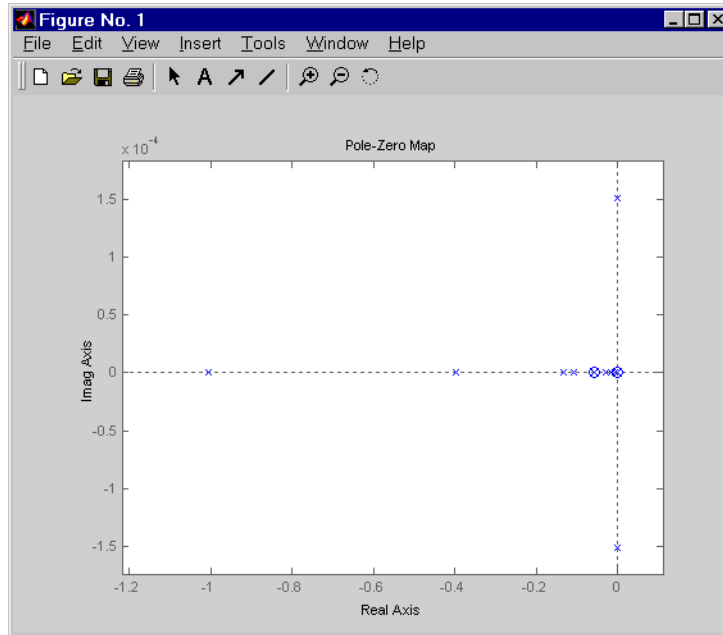 Figure No. 1
File Edit View Insert Tools Window Help
A
x 10⁻⁴
Pole-Zero Map
1.5
1
0.5
0
-0.5
-1
-1.5
Imag Axis
-1.2 -1 -0.8 -0.6 -0.4 -0.2 0
Real Axis